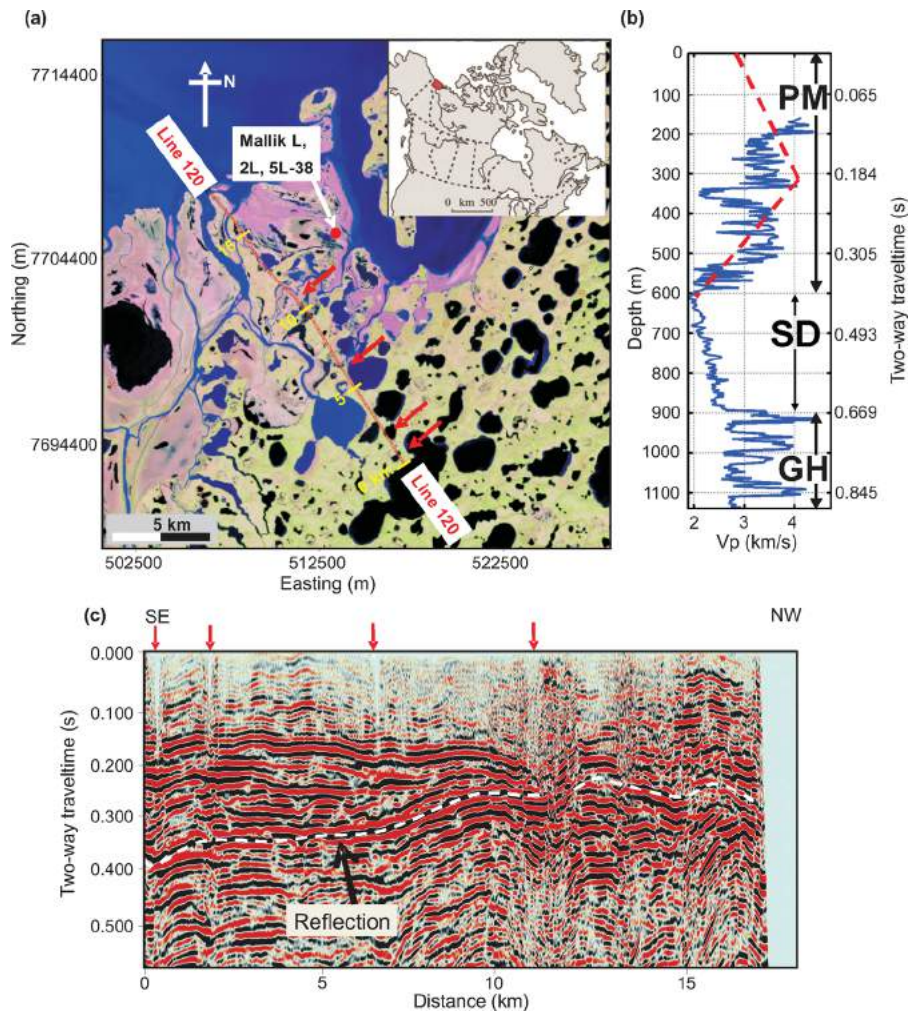 (a)
7714400
7704400
7694400
Northing (m)
N
Line 120
Mallik L,
2L, 5L-38
0 km 500
10
5
Line 120
5 km
502500
512500
522500
Easting (m)
(b)
0
100
200
300
400
500
600
700
800
900
1000
1100
Depth (m)
PM
SD
GH
0.065
0.184
0.305
0.493
0.669
0.845
Two-way traveltime (s)
2
3
4
Vp (km/s)
(c)
SE
NW
0.000
0.100
0.200
0.300
0.400
0.500
Two-way traveltime (s)
Reflection
0
5
10
15
Distance (km)